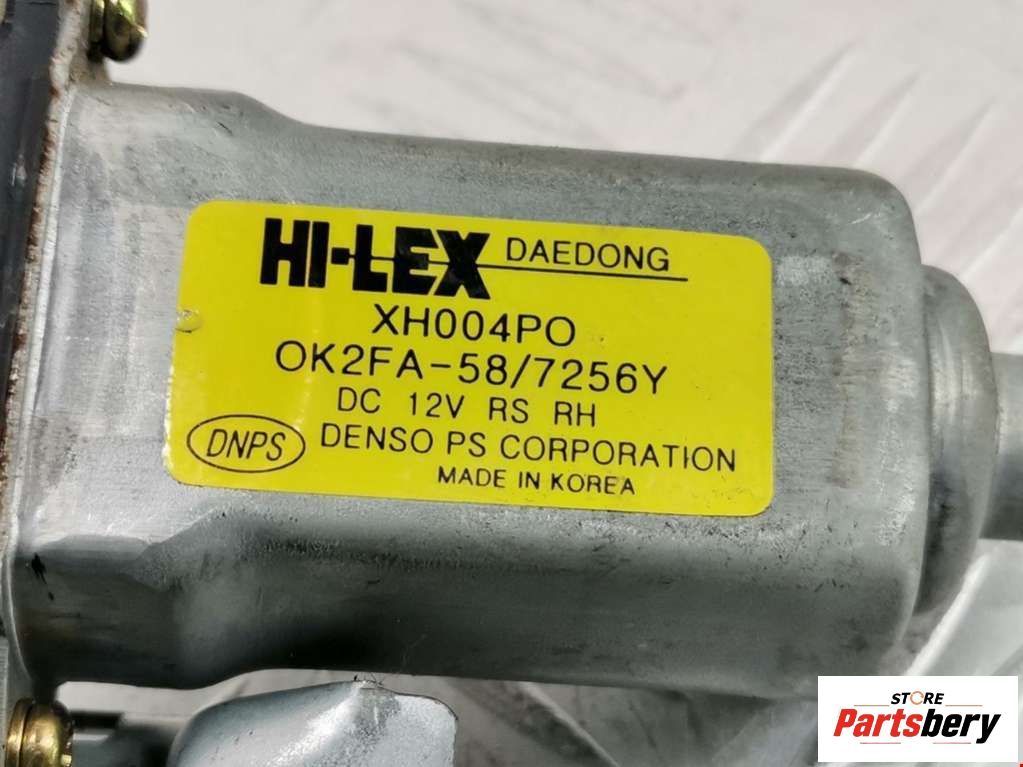 HI-LEX DAEDONG
XH004PO
OK2FA-58/7256Y
DC 12V RS RH
DNPS DENSO PS CORPORATION
MADE IN KOREA
STORE
Partsbery